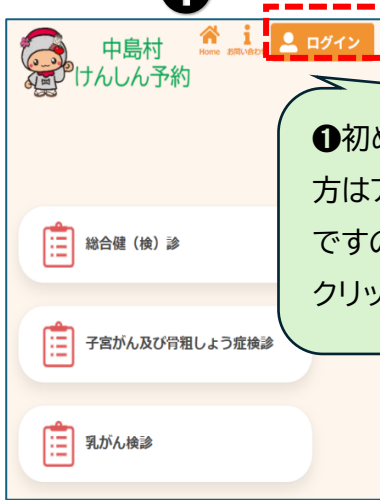 中島村
けんしん予約
Home
お問い合わ
ログイン
❶初め
方はア
ですの
クリッ
総合健（検）診
子宮がん及び骨粗しょう症検診
乳がん検診